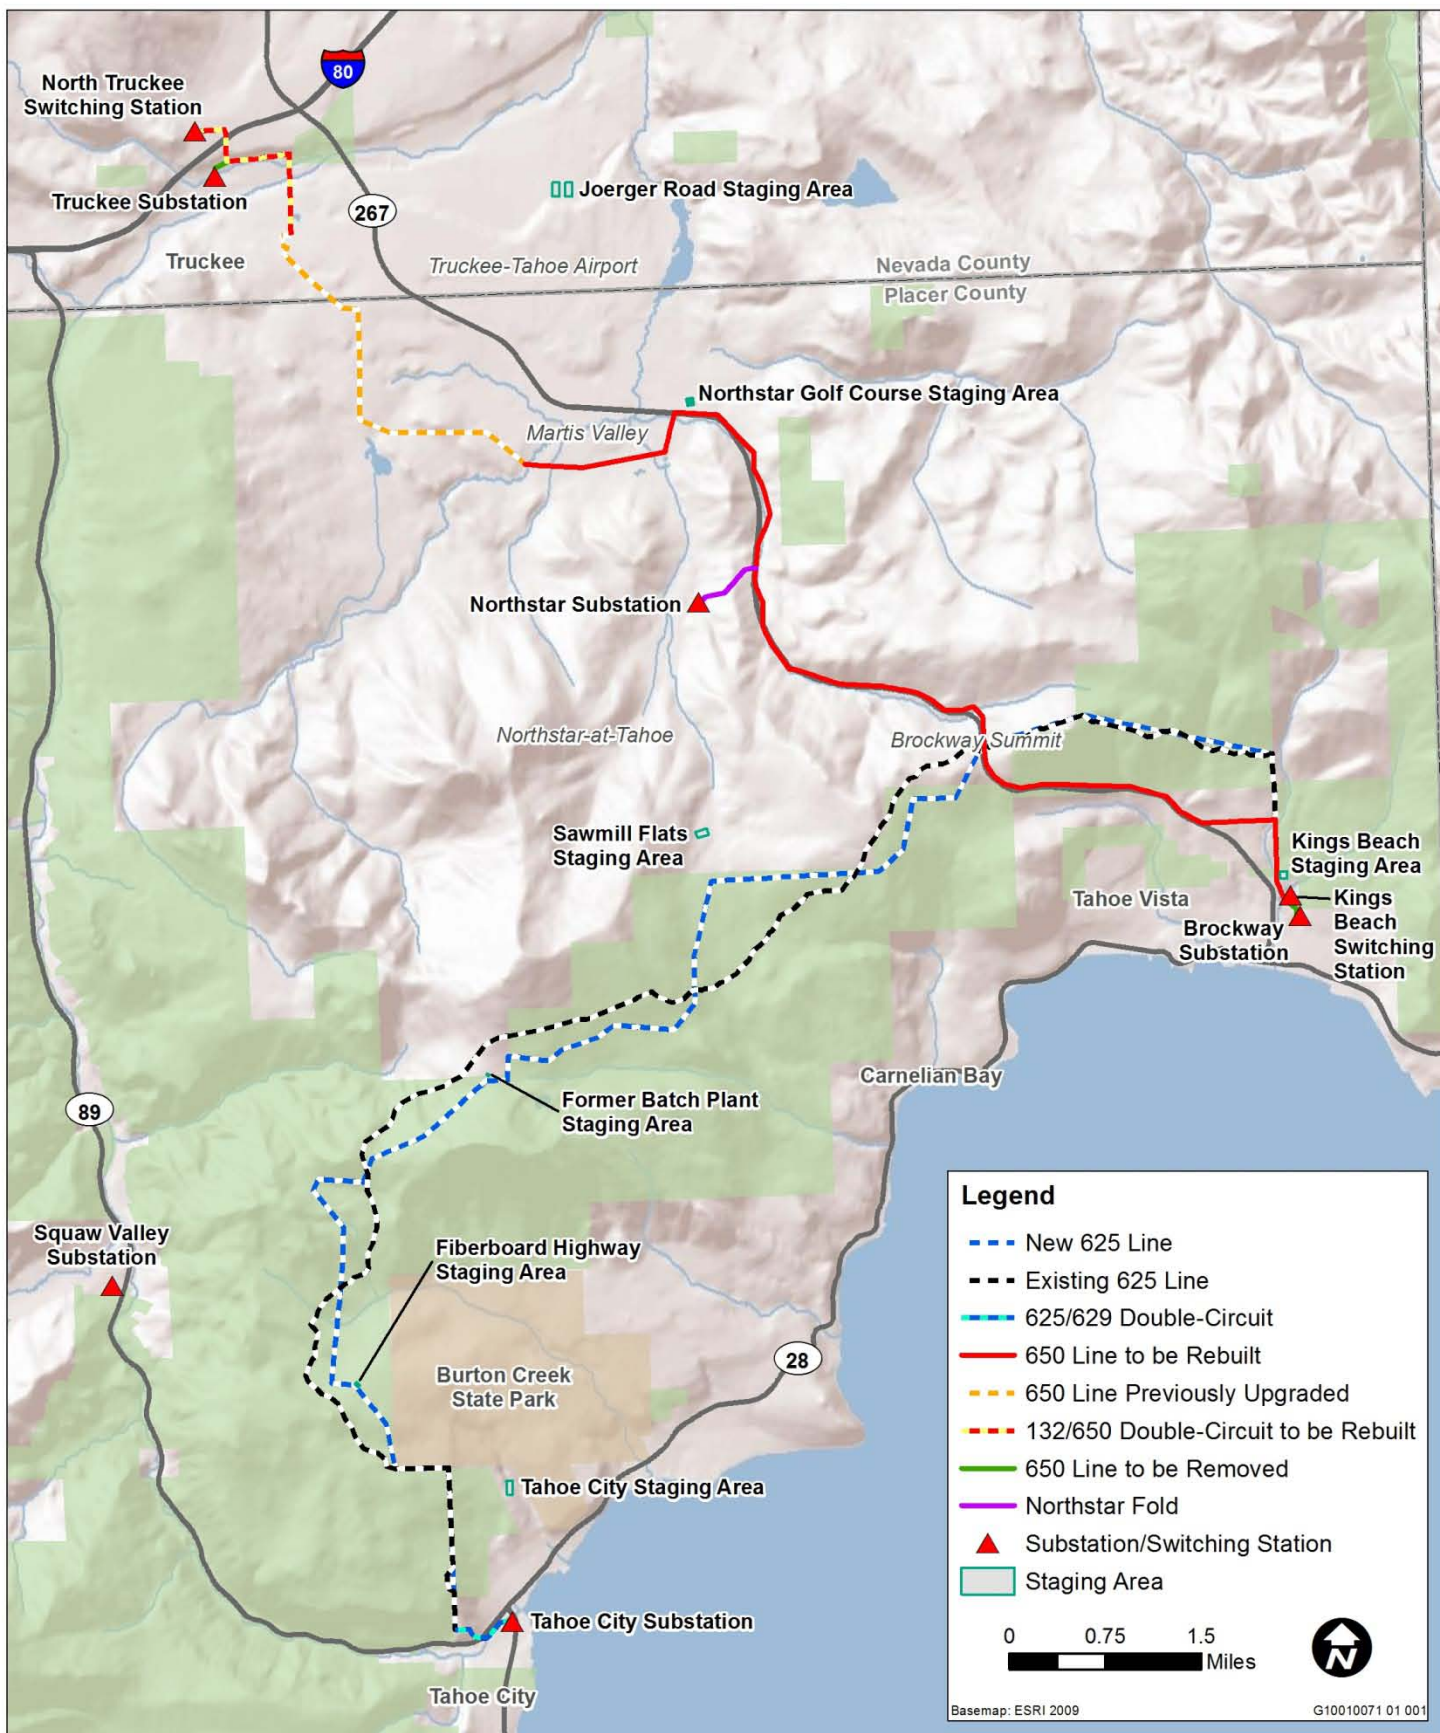 80
North Truckee
Switching Station
Truckee Substation
267
Joerger Road Staging Area
Truckee
Truckee-Tahoe Airport
Nevada County
Placer County
Northstar Golf Course Staging Area
Martis Valley
Northstar Substation
Northstar-at-Tahoe
Brockway Summit
Sawmill Flats
Staging Area
Kings Beach
Staging Area
Tahoe Vista
Kings
Beach
Switching
Station
Brockway
Substation
Carnelian Bay
89
Former Batch Plant
Staging Area
Squaw Valley
Substation
Fiberboard Highway
Staging Area
Burton Creek
State Park
28
Tahoe City Staging Area
Tahoe City Substation
Tahoe City
Legend
New 625 Line
Existing 625 Line
625/629 Double-Circuit
650 Line to be Rebuilt
650 Line Previously Upgraded
132/650 Double-Circuit to be Rebuilt
650 Line to be Removed
Northstar Fold
Substation/Switching Station
Staging Area
0 0.75 1.5
Miles
N
Basemap: ESRI 2009
G10010071 01 001